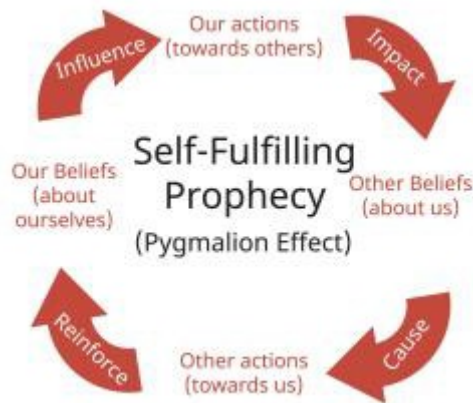 Our actions
(towards others)
Influence
Impact
Self-Fulfilling
Prophecy
(Pygmalion Effect)
Our Beliefs
(about
ourselves)
Other Beliefs
(about us)
Reinforce
Cause
Other actions
(towards us)